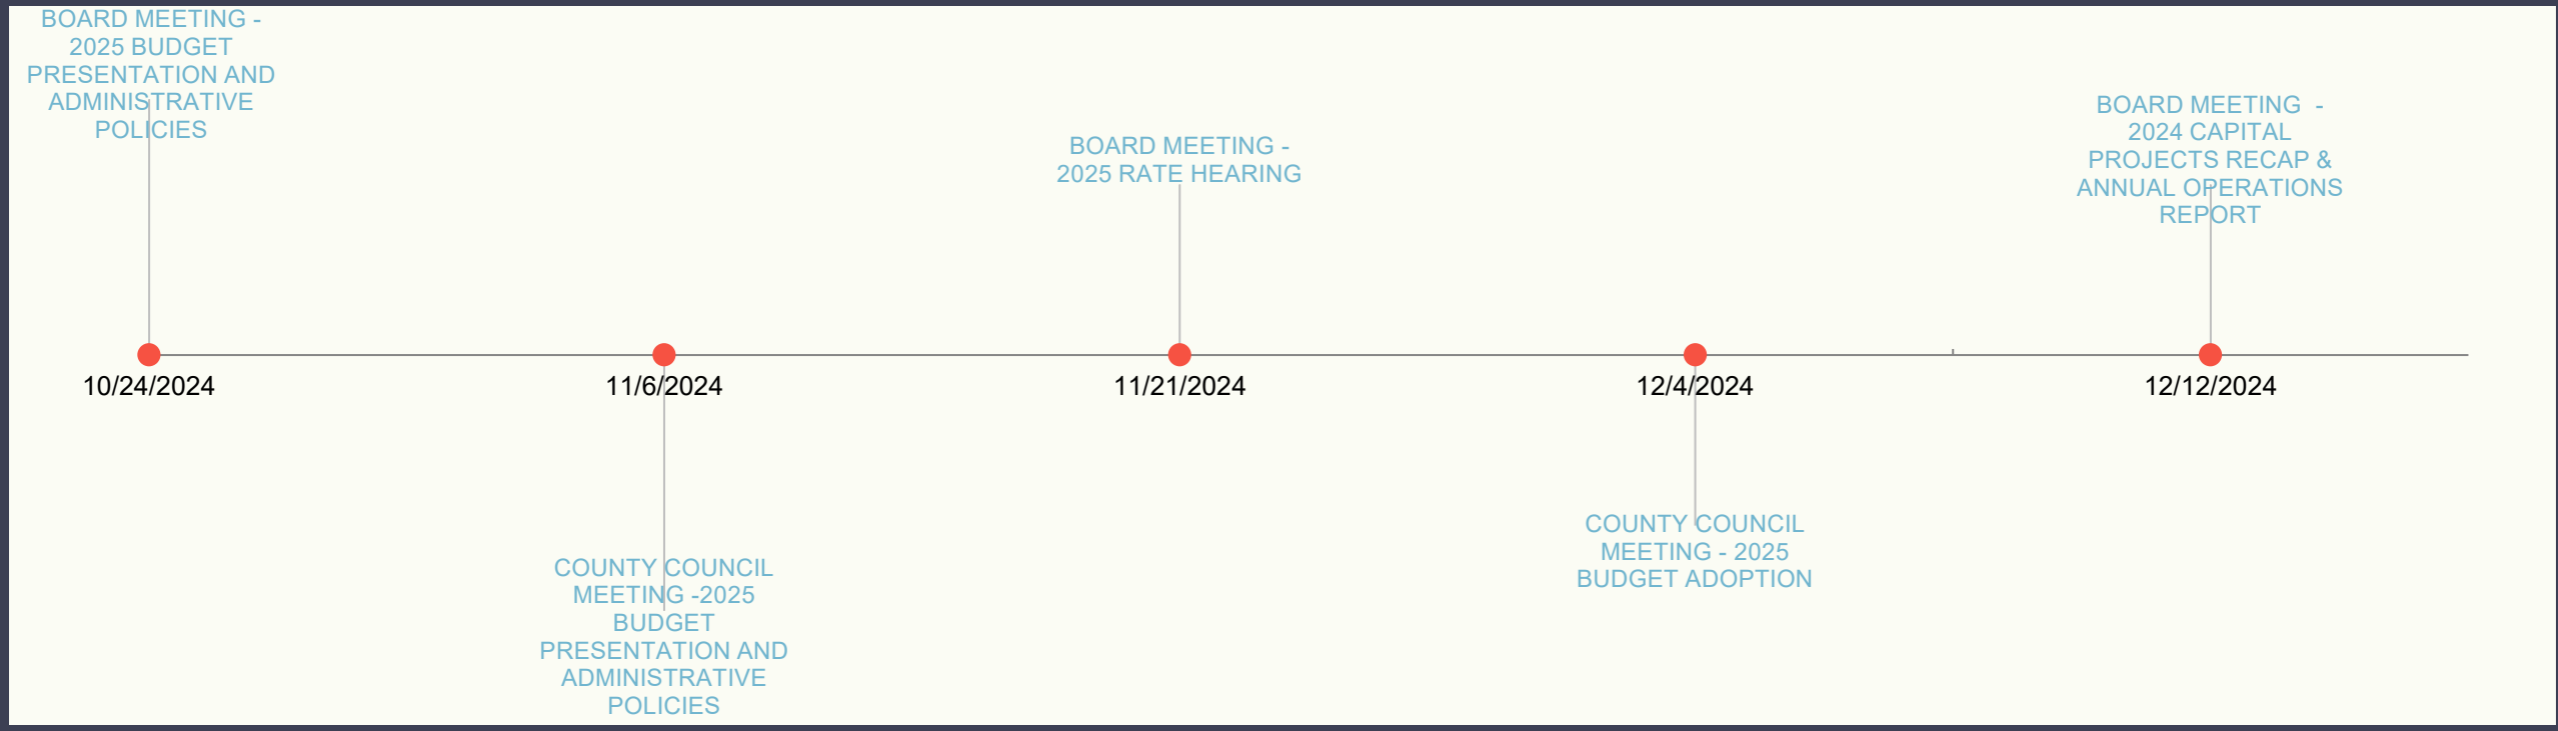 BOARD MEETING -
2025 BUDGET
PRESENTATION AND
ADMINISTRATIVE
POLICIES
10/24/2024
11/6/2024
COUNTY COUNCIL
MEETING -2025
BUDGET
PRESENTATION AND
ADMINISTRATIVE
POLICIES
BOARD MEETING -
2025 RATE HEARING
11/21/2024
12/4/2024
COUNTY COUNCIL
MEETING - 2025
BUDGET ADOPTION
BOARD MEETING  -
2024 CAPITAL
PROJECTS RECAP &
ANNUAL OPERATIONS
REPORT
12/12/2024